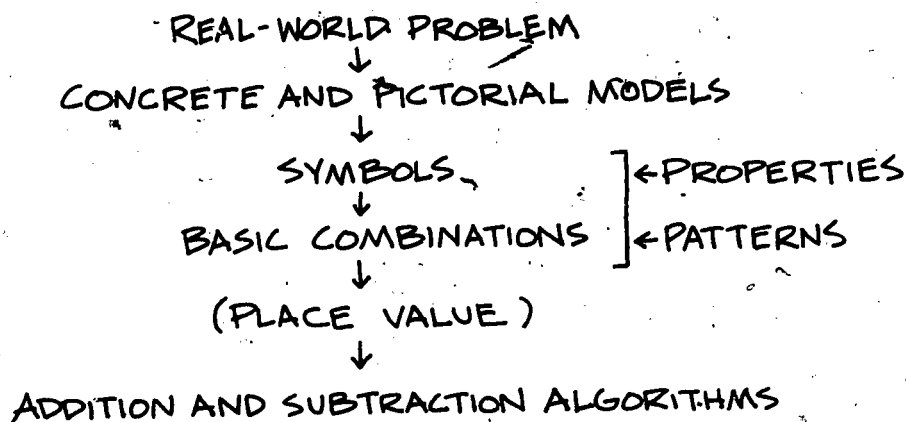 REAL-WORLD PROBLEM
↓
CONCRETE AND PICTORIAL MODELS
↓
SYMBOLS ←PROPERTIES
↓
BASIC COMBINATIONS ←PATTERNS
↓
(PLACE VALUE)
↓
ADDITION AND SUBTRACTION ALGORITHMS